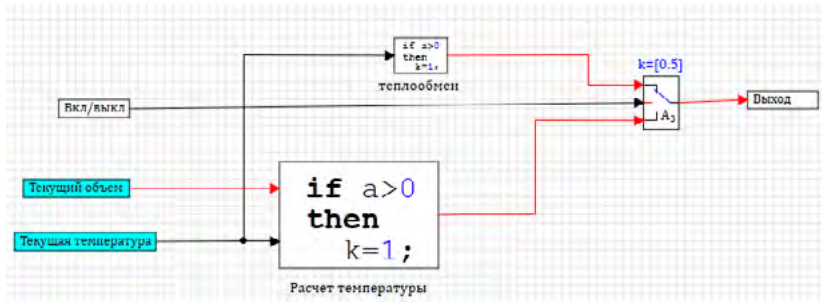 if a>0
then
k=1;
теплообмен
k=[0.5]
Вкл/выкл
Выход
A3
Текущий объем
if a>0
then
k=1;
Текущая температура
Расчет температуры